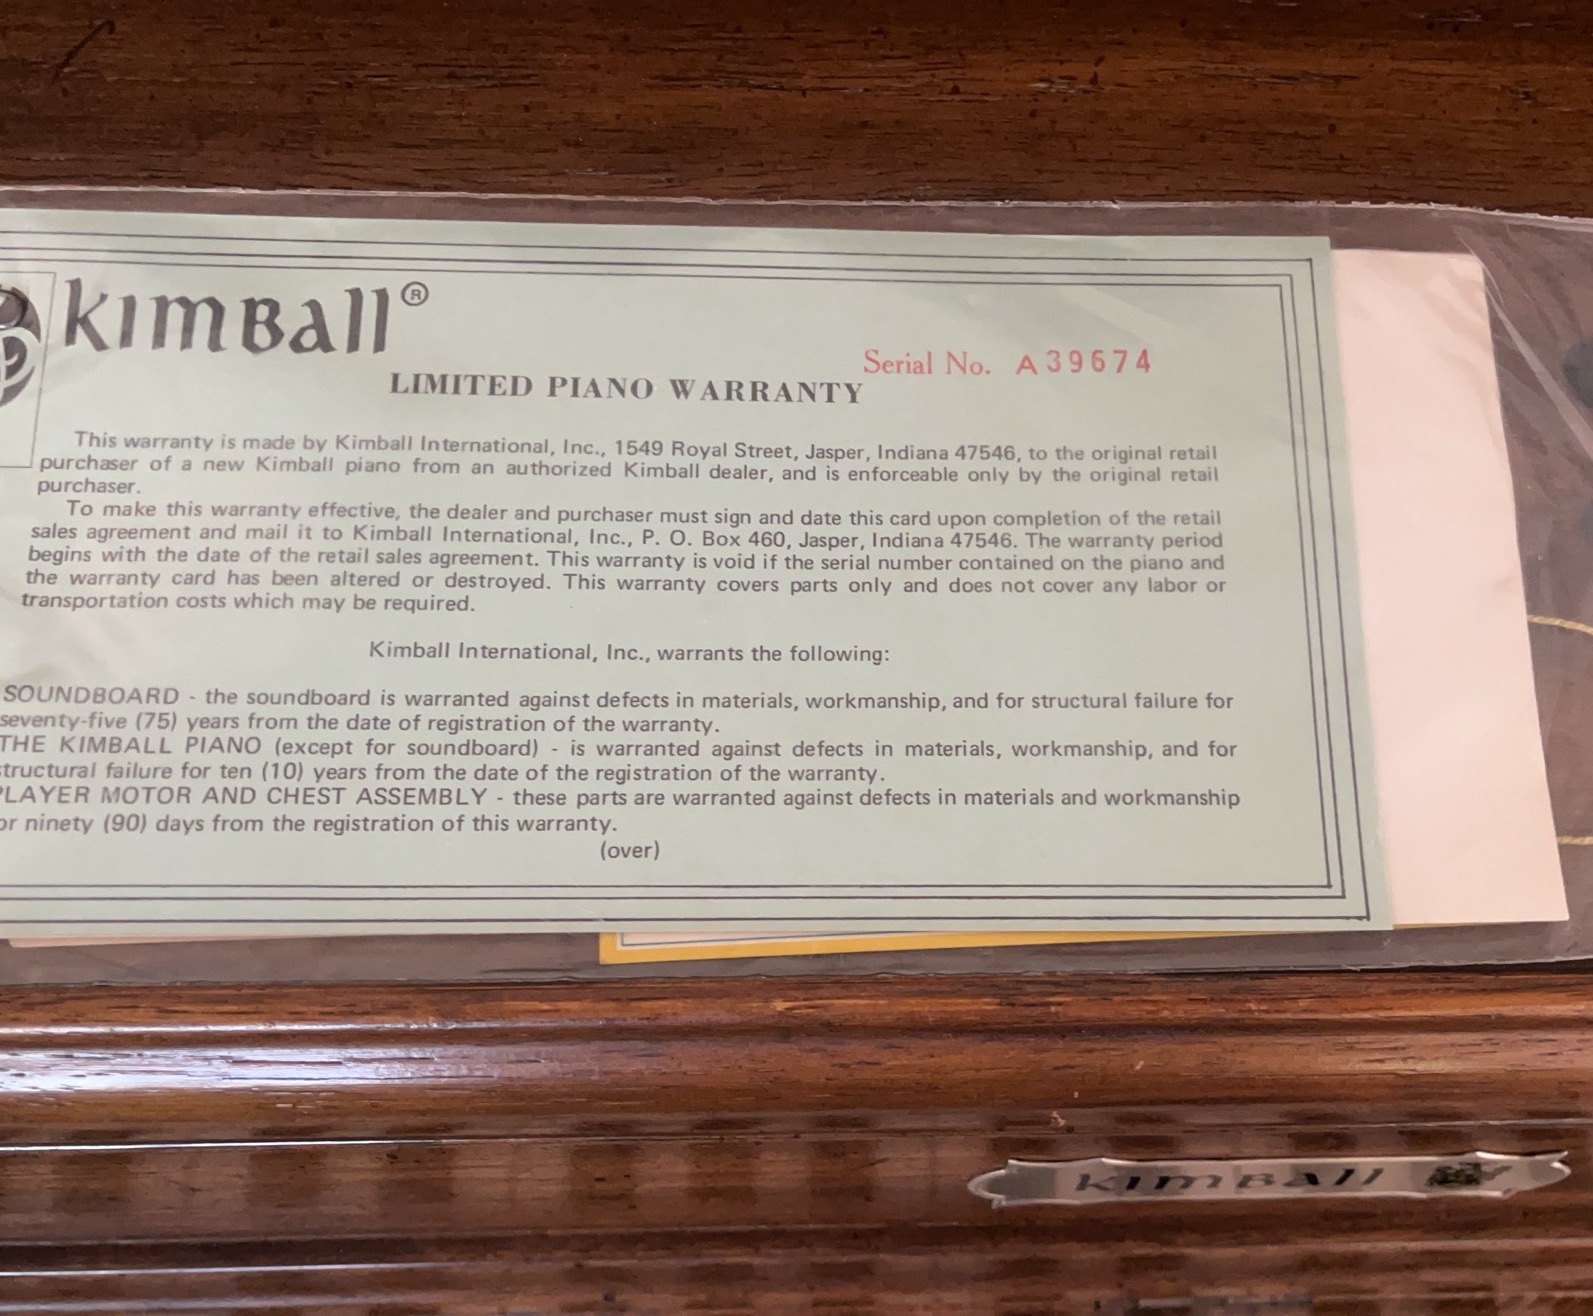 Kimball®
Serial No. A39674
LIMITED PIANO WARRANTY
This warranty is made by Kimball International, Inc., 1549 Royal Street, Jasper, Indiana 47546, to the original retail
purchaser of a new Kimball piano from an authorized Kimball dealer, and is enforceable only by the original retail
purchaser.
To make this warranty effective, the dealer and purchaser must sign and date this card upon completion of the retail
sales agreement and mail it to Kimball International, Inc., P. O. Box 460, Jasper, Indiana 47546. The warranty period
begins with the date of the retail sales agreement. This warranty is void if the serial number contained on the piano and
the warranty card has been altered or destroyed. This warranty covers parts only and does not cover any labor or
transportation costs which may be required.
Kimball International, Inc., warrants the following:
SOUNDBOARD - the soundboard is warranted against defects in materials, workmanship, and for structural failure for
seventy-five (75) years from the date of registration of the warranty.
THE KIMBALL PIANO (except for soundboard) - is warranted against defects in materials, workmanship, and for
structural failure for ten (10) years from the date of the registration of the warranty.
PLAYER MOTOR AND CHEST ASSEMBLY - these parts are warranted against defects in materials and workmanship
or ninety (90) days from the registration of this warranty.
(over)
Kimball